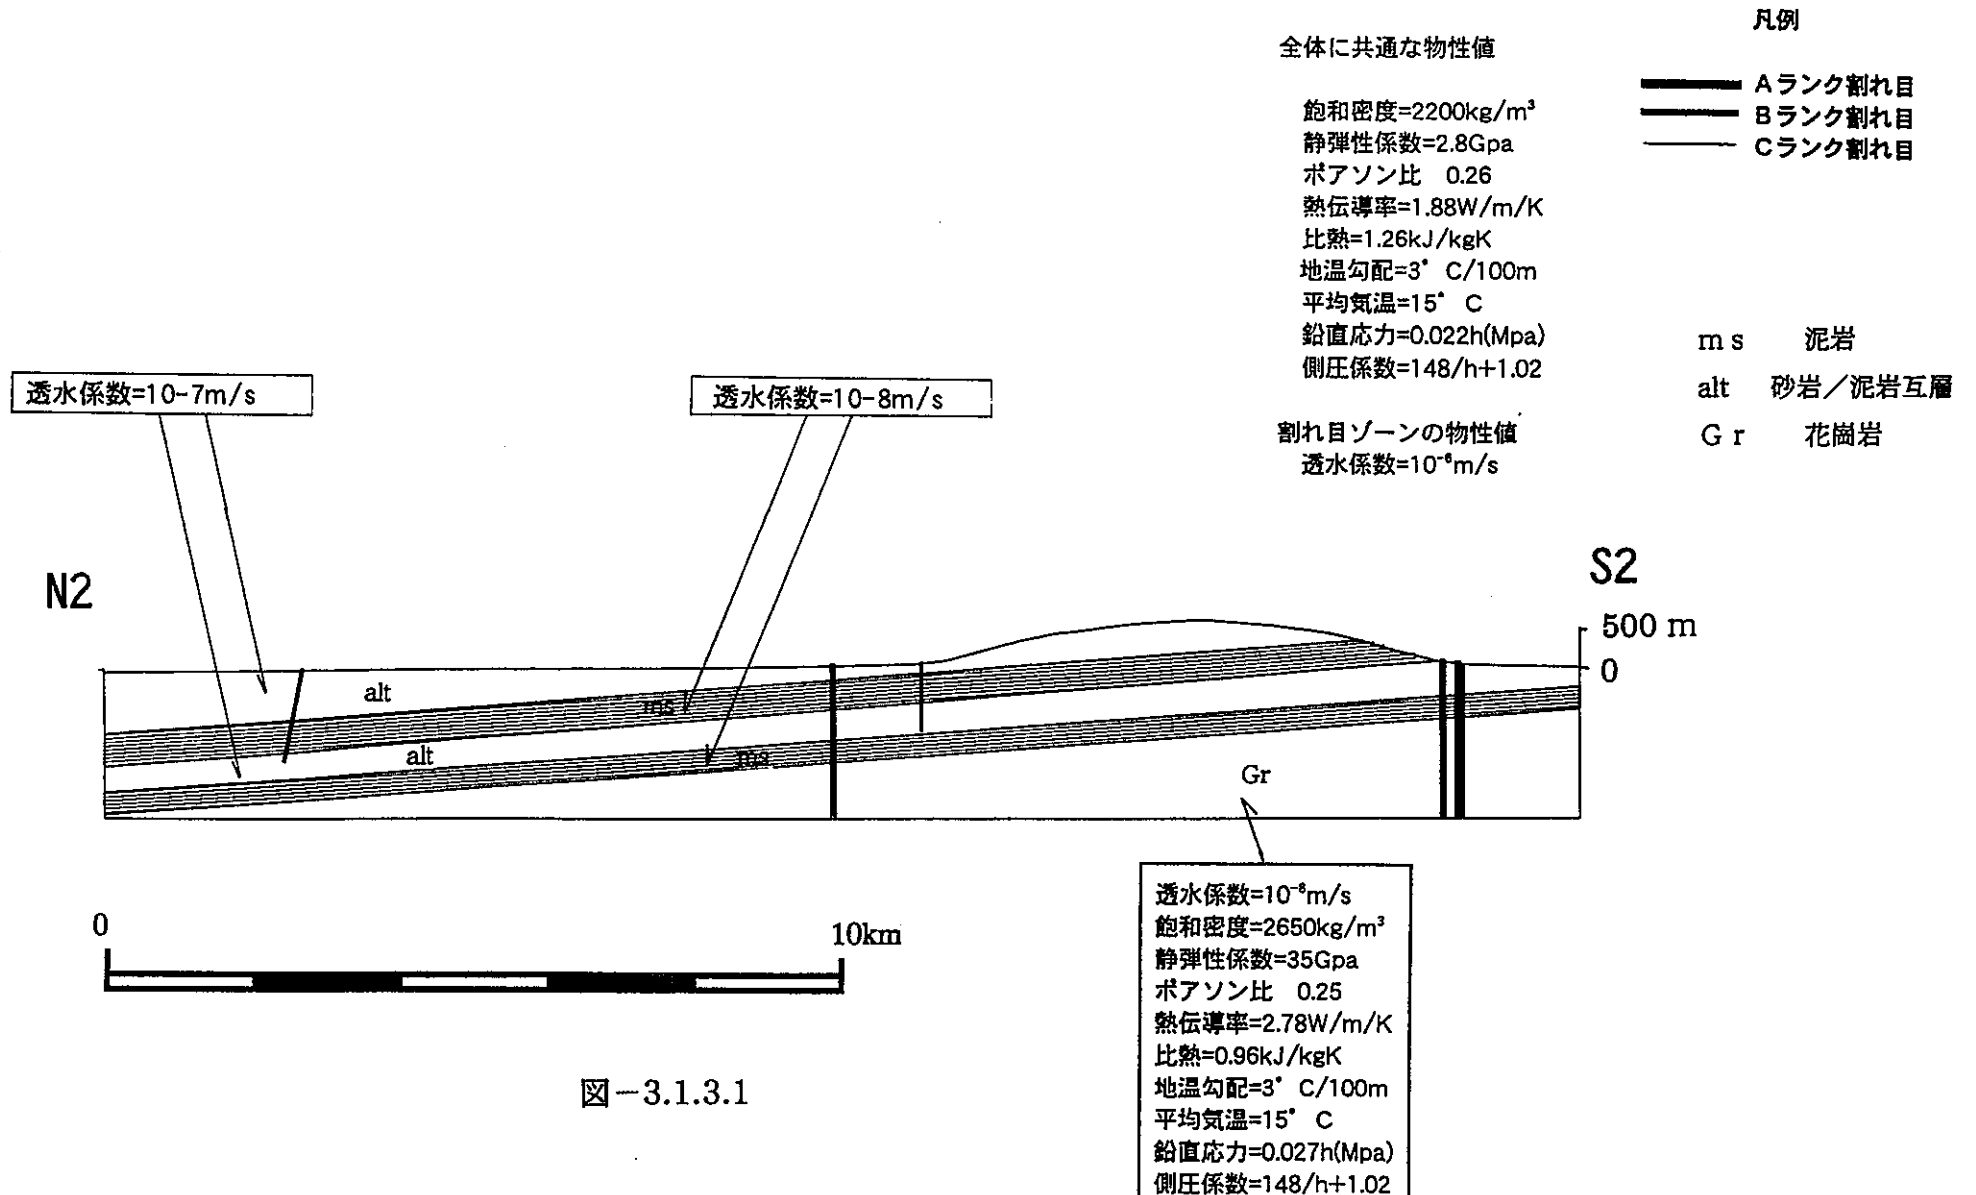 凡例
全体に共通な物性値
Aランク割れ目
Bランク割れ目
Cランク割れ目
飽和密度=2200kg/m³
静弾性係数=2.8Gpa
ポアソン比 0.26
熱伝導率=1.88W/m/K
比熱=1.26kJ/kgK
地温勾配=3° C/100m
平均気温=15° C
鉛直応力=0.022h(Mpa)
側圧係数=148/h+1.02
m s 泥岩
alt 砂岩／泥岩互層
G r 花崗岩
割れ目ゾーンの物性値
透水係数=10⁻⁶m/s
透水係数=10-7m/s
透水係数=10-8m/s
N2
S2
500 m
0
alt
ms
alt
ms
Gr
0
10km
透水係数=10⁻⁸m/s
飽和密度=2650kg/m³
静弾性係数=35Gpa
ポアソン比 0.25
熱伝導率=2.78W/m/K
比熱=0.96kJ/kgK
地温勾配=3° C/100m
平均気温=15° C
鉛直応力=0.027h(Mpa)
側圧係数=148/h+1.02
図－3.1.3.1